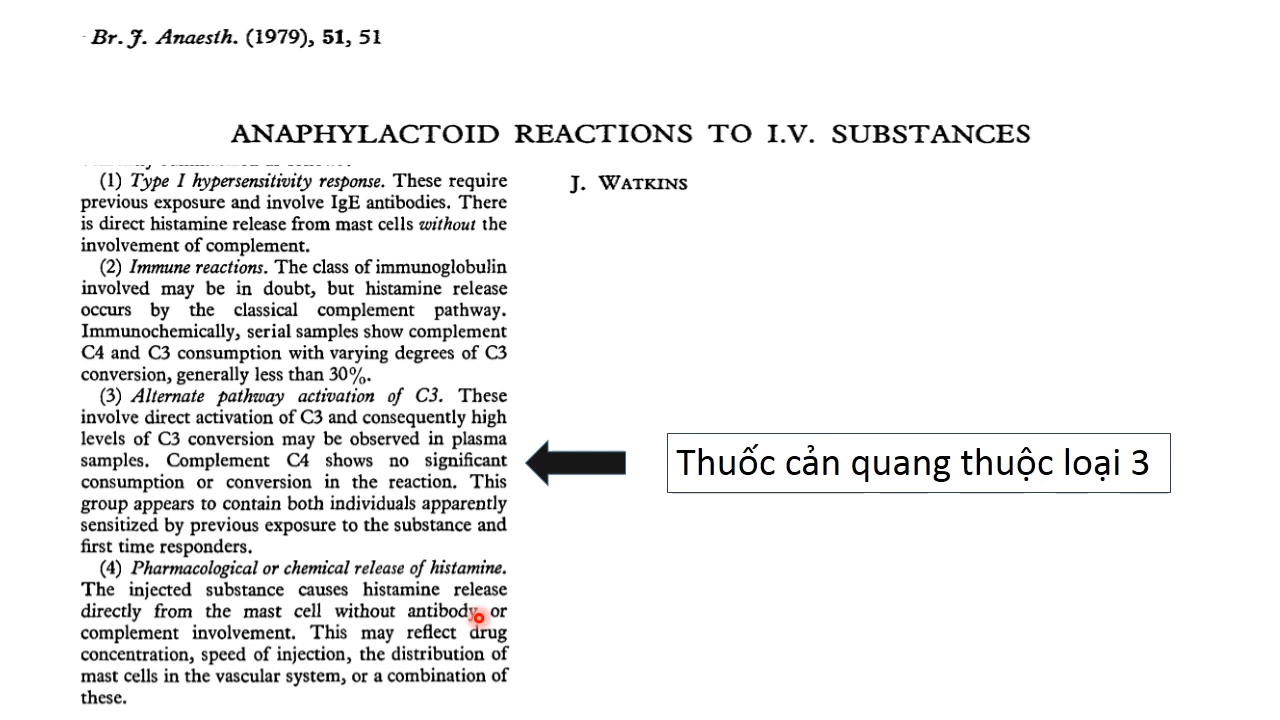 Br. J. Anaesth. (1979), 51, 51
ANAPHYLACTOID REACTIONS TO I.V. SUBSTANCES
J. WATKINS
(1) Type I hypersensitivity response. These require
previous exposure and involve IgE antibodies. There
is direct histamine release from mast cells without the
involvement of complement.
(2) Immune reactions. The class of immunoglobulin
involved may be in doubt, but histamine release
occurs by the classical complement pathway.
Immunochemically, serial samples show complement
C4 and C3 consumption with varying degrees of C3
conversion, generally less than 30%.
(3) Alternate pathway activation of C3. These
involve direct activation of C3 and consequently high
levels of C3 conversion may be observed in plasma
samples. Complement C4 shows no significant
consumption or conversion in the reaction. This
group appears to contain both individuals apparently
sensitized by previous exposure to the substance and
first time responders.
(4) Pharmacological or chemical release of histamine.
The injected substance causes histamine release
directly from the mast cell without antibody or
complement involvement. This may reflect drug
concentration, speed of injection, the distribution of
mast cells in the vascular system, or a combination of
these.
Thuốc cản quang thuộc loại 3